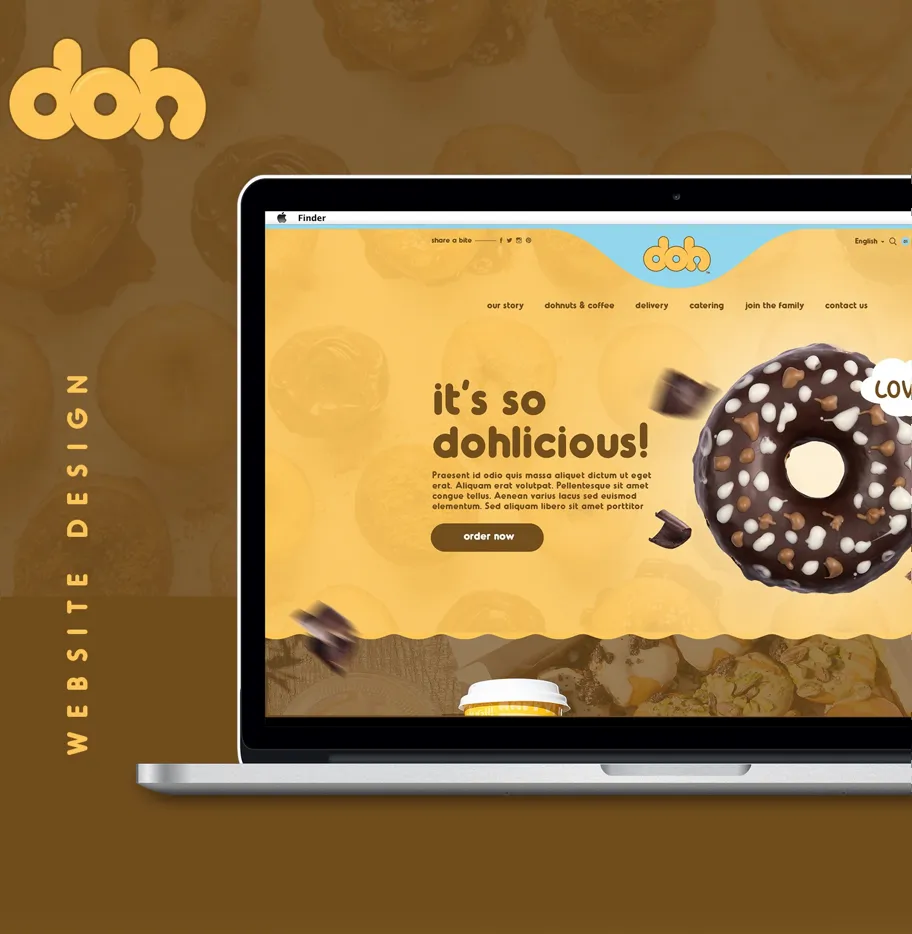 doh
WEBSITE DESIGN
Finder
share a bite
doh
English
our story dohnuts & coffee delivery catering join the family contact us
it's so
dohlicious!
LOV
Praesent id odio quis massa aliquet dictum ut eget
erat. Aliquam erat volutpat. Pellentesque sit amet
congue tellus. Aenean varius lacus sed euismod
elementum. Sed aliquam libero sit amet porttitor
order now